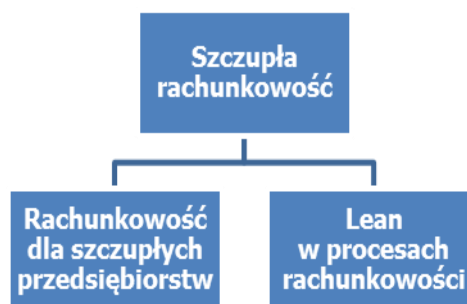 Szczupła
rachunkowość
Rachunkowość
dla szczupłych
przedsiębiorstw
Lean
w procesach
rachunkowości